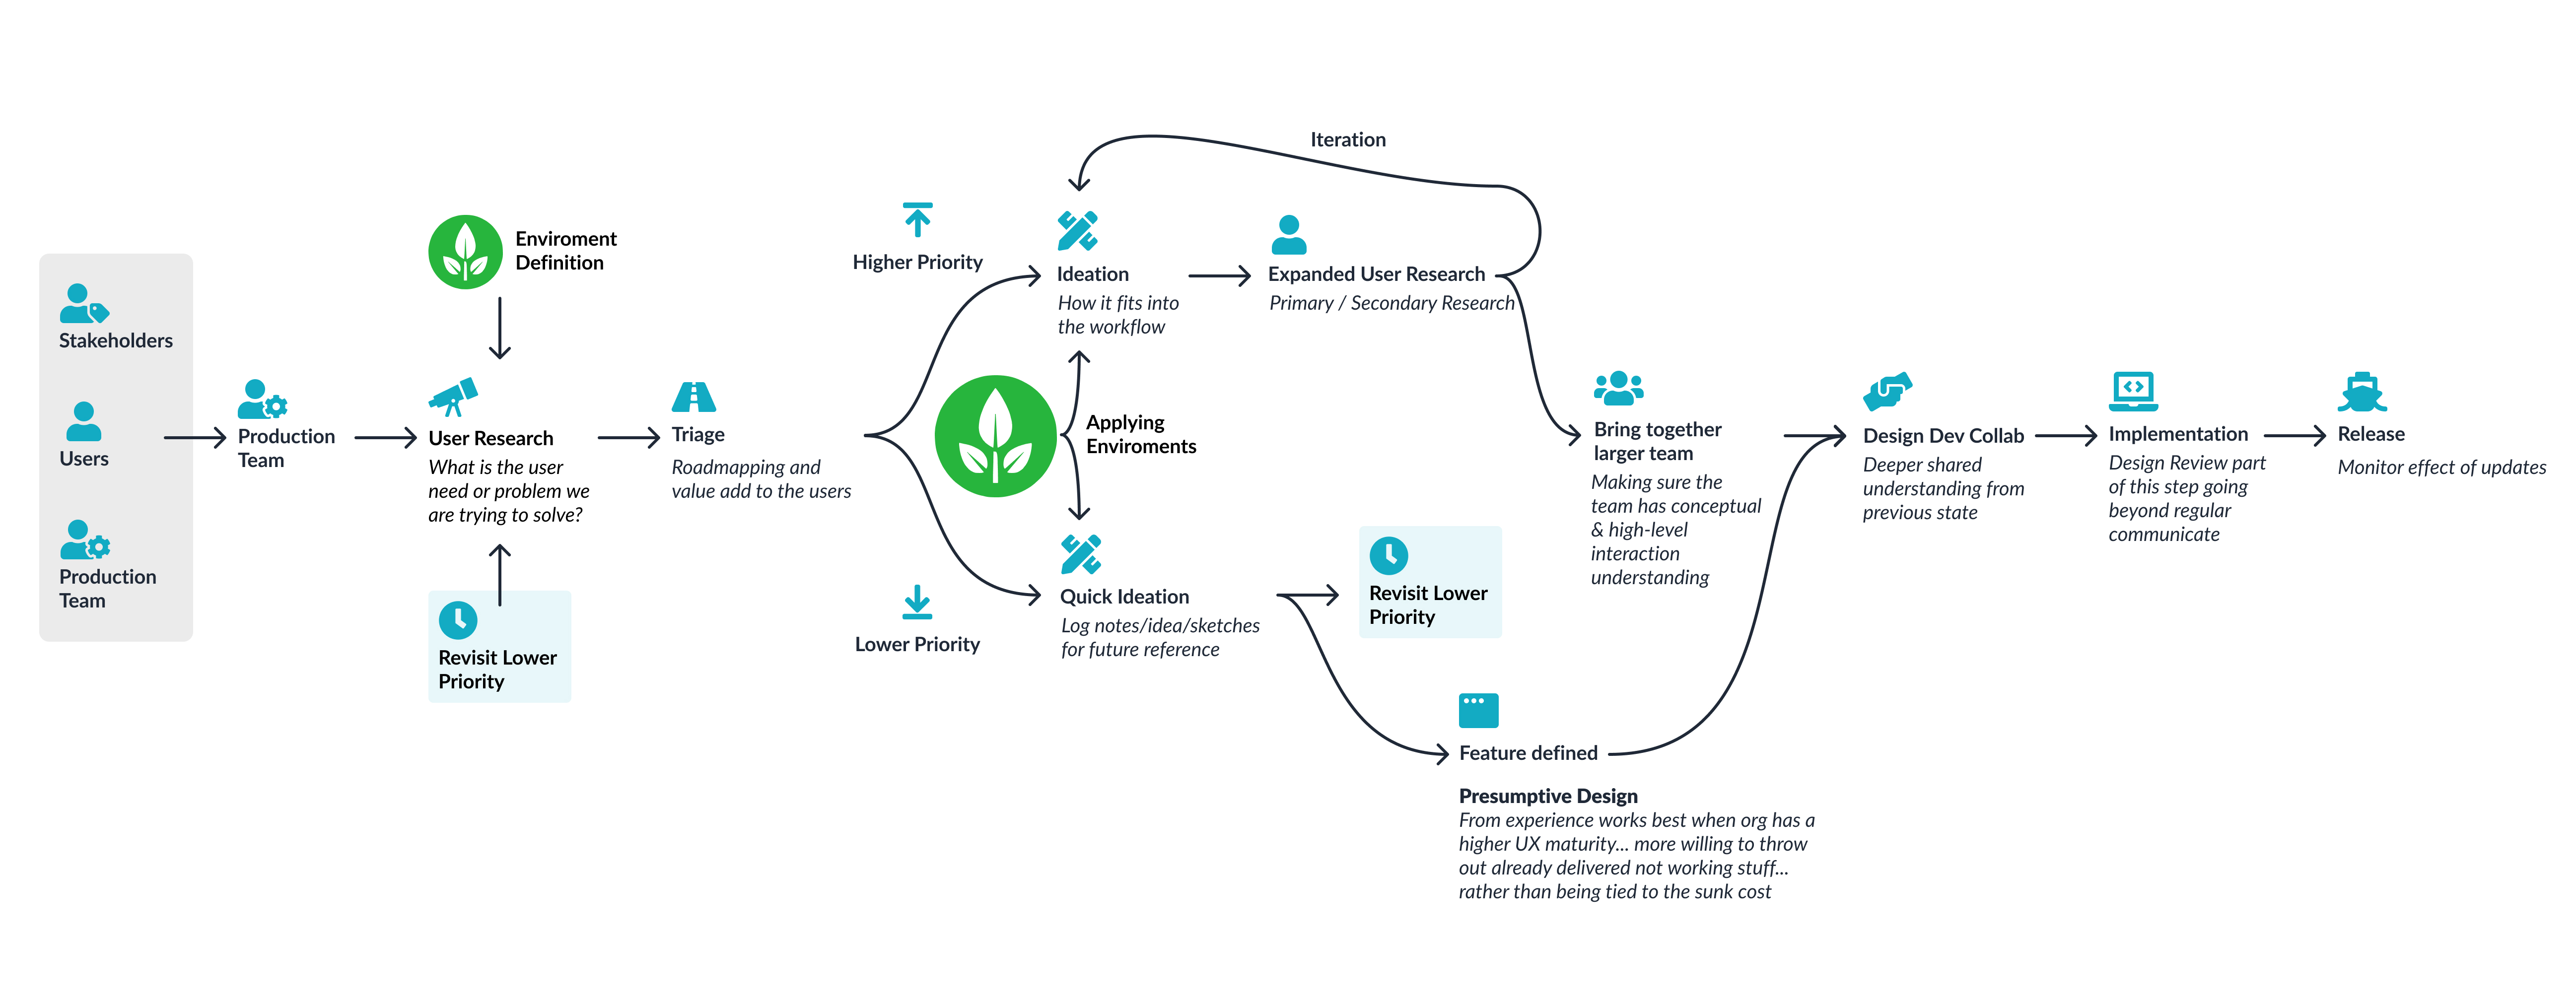 Stakeholders
Users
Production
Team
Production
Team
Enviroment
Definition
User Research
What is the user
need or problem we
are trying to solve?
Revisit Lower
Priority
Triage
Roadmapping and
value add to the users
Higher Priority
Lower Priority
Iteration
Ideation
How it fits into
the workflow
Expanded User Research
Primary / Secondary Research
Applying
Enviroments
Quick Ideation
Log notes/idea/sketches
for future reference
Revisit Lower
Priority
Feature defined
Presumptive Design
From experience works best when org has a
higher UX maturity... more willing to throw
out already delivered not working stuff...
rather than being tied to the sunk cost
Bring together
larger team
Making sure the
team has conceptual
& high-level
interaction
understanding
Design Dev Collab
Deeper shared
understanding from
previous state
Implementation
Design Review part
of this step going
beyond regular
communicate
Release
Monitor effect of updates